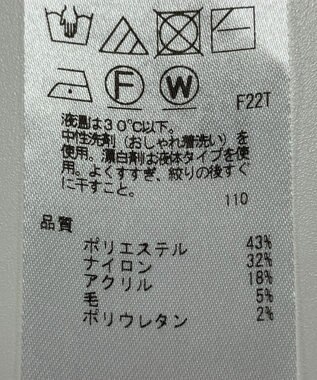 F W
F22T
液温は30℃以下。
中性洗剤(おしゃれ着洗い)を
使用。漂白剤は液体タイプを使
用。よくすすぎ、絞りの後すぐ
に干すこと。
110
品質
ポリエステル 43%
ナイロン 32%
アクリル 18%
毛 5%
ポリウレタン 2%